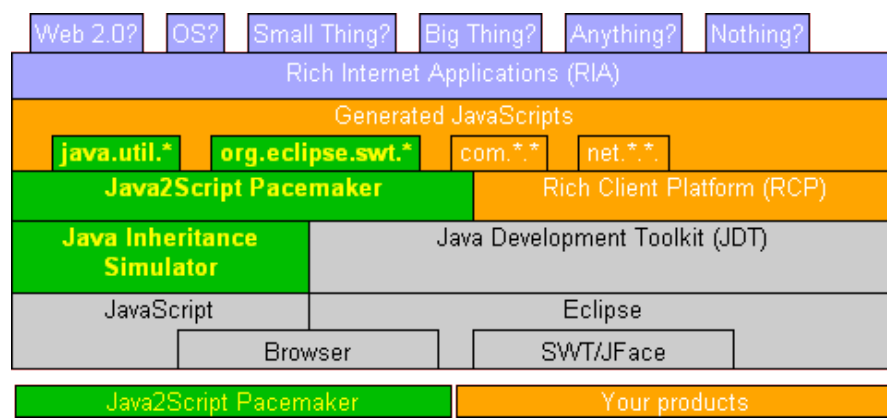 Web 2.0? OS? Small Thing? Big Thing? Anything? Nothing?
Rich Internet Applications (RIA)
Generated JavaScripts
java.util.* org.eclipse.swt.* com.*.* net.*.*.
Java2Script Pacemaker Rich Client Platform (RCP)
Java Inheritance Java Development Toolkit (JDT)
Simulator
JavaScript Eclipse
Browser SWT/JFace
Java2Script Pacemaker Your products